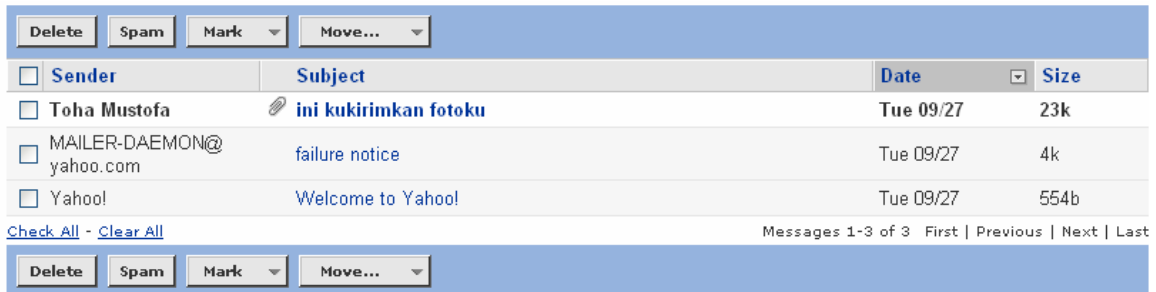 Delete Spam Mark Move...
Sender Subject Date Size
Toha Mustofa ini kukirimkan fotoku Tue 09/27 23k
MAILER-DAEMON@
yahoo.com failure notice Tue 09/27 4k
Yahoo! Welcome to Yahoo! Tue 09/27 554b
Check All - Clear All Messages 1-3 of 3 First | Previous | Next | Last
Delete Spam Mark Move...